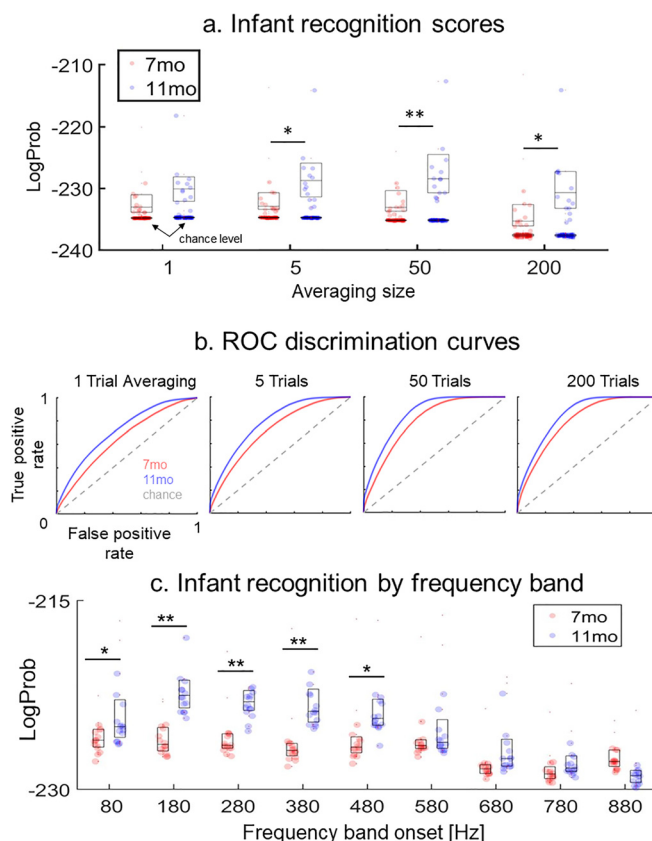 a. Infant recognition scores
-210
7mo
11mo
-220
*
**
*
LogProb
-230
chance level
-240
1 5 50 200
Averaging size
b. ROC discrimination curves
1 Trial Averaging 5 Trials 50 Trials 200 Trials
1
True positive
rate
7mo
11mo
chance
0
1
False positive
rate
c. Infant recognition by frequency band
-215
7mo
11mo
*
**
**
**
*
LogProb
-230
80 180 280 380 480 580 680 780 880
Frequency band onset [Hz]